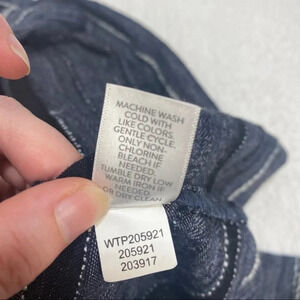 MACHINE WASH
COLD WITH
LIKE COLORS.
GENTLE CYCLE.
ONLY NON-
CHLORINE
BLEACH IF
NEEDED.
TUMBLE DRY LOW
WARM IRON IF
NEEDED.
OR DRY CLEAN
WTP205921
205921
203917